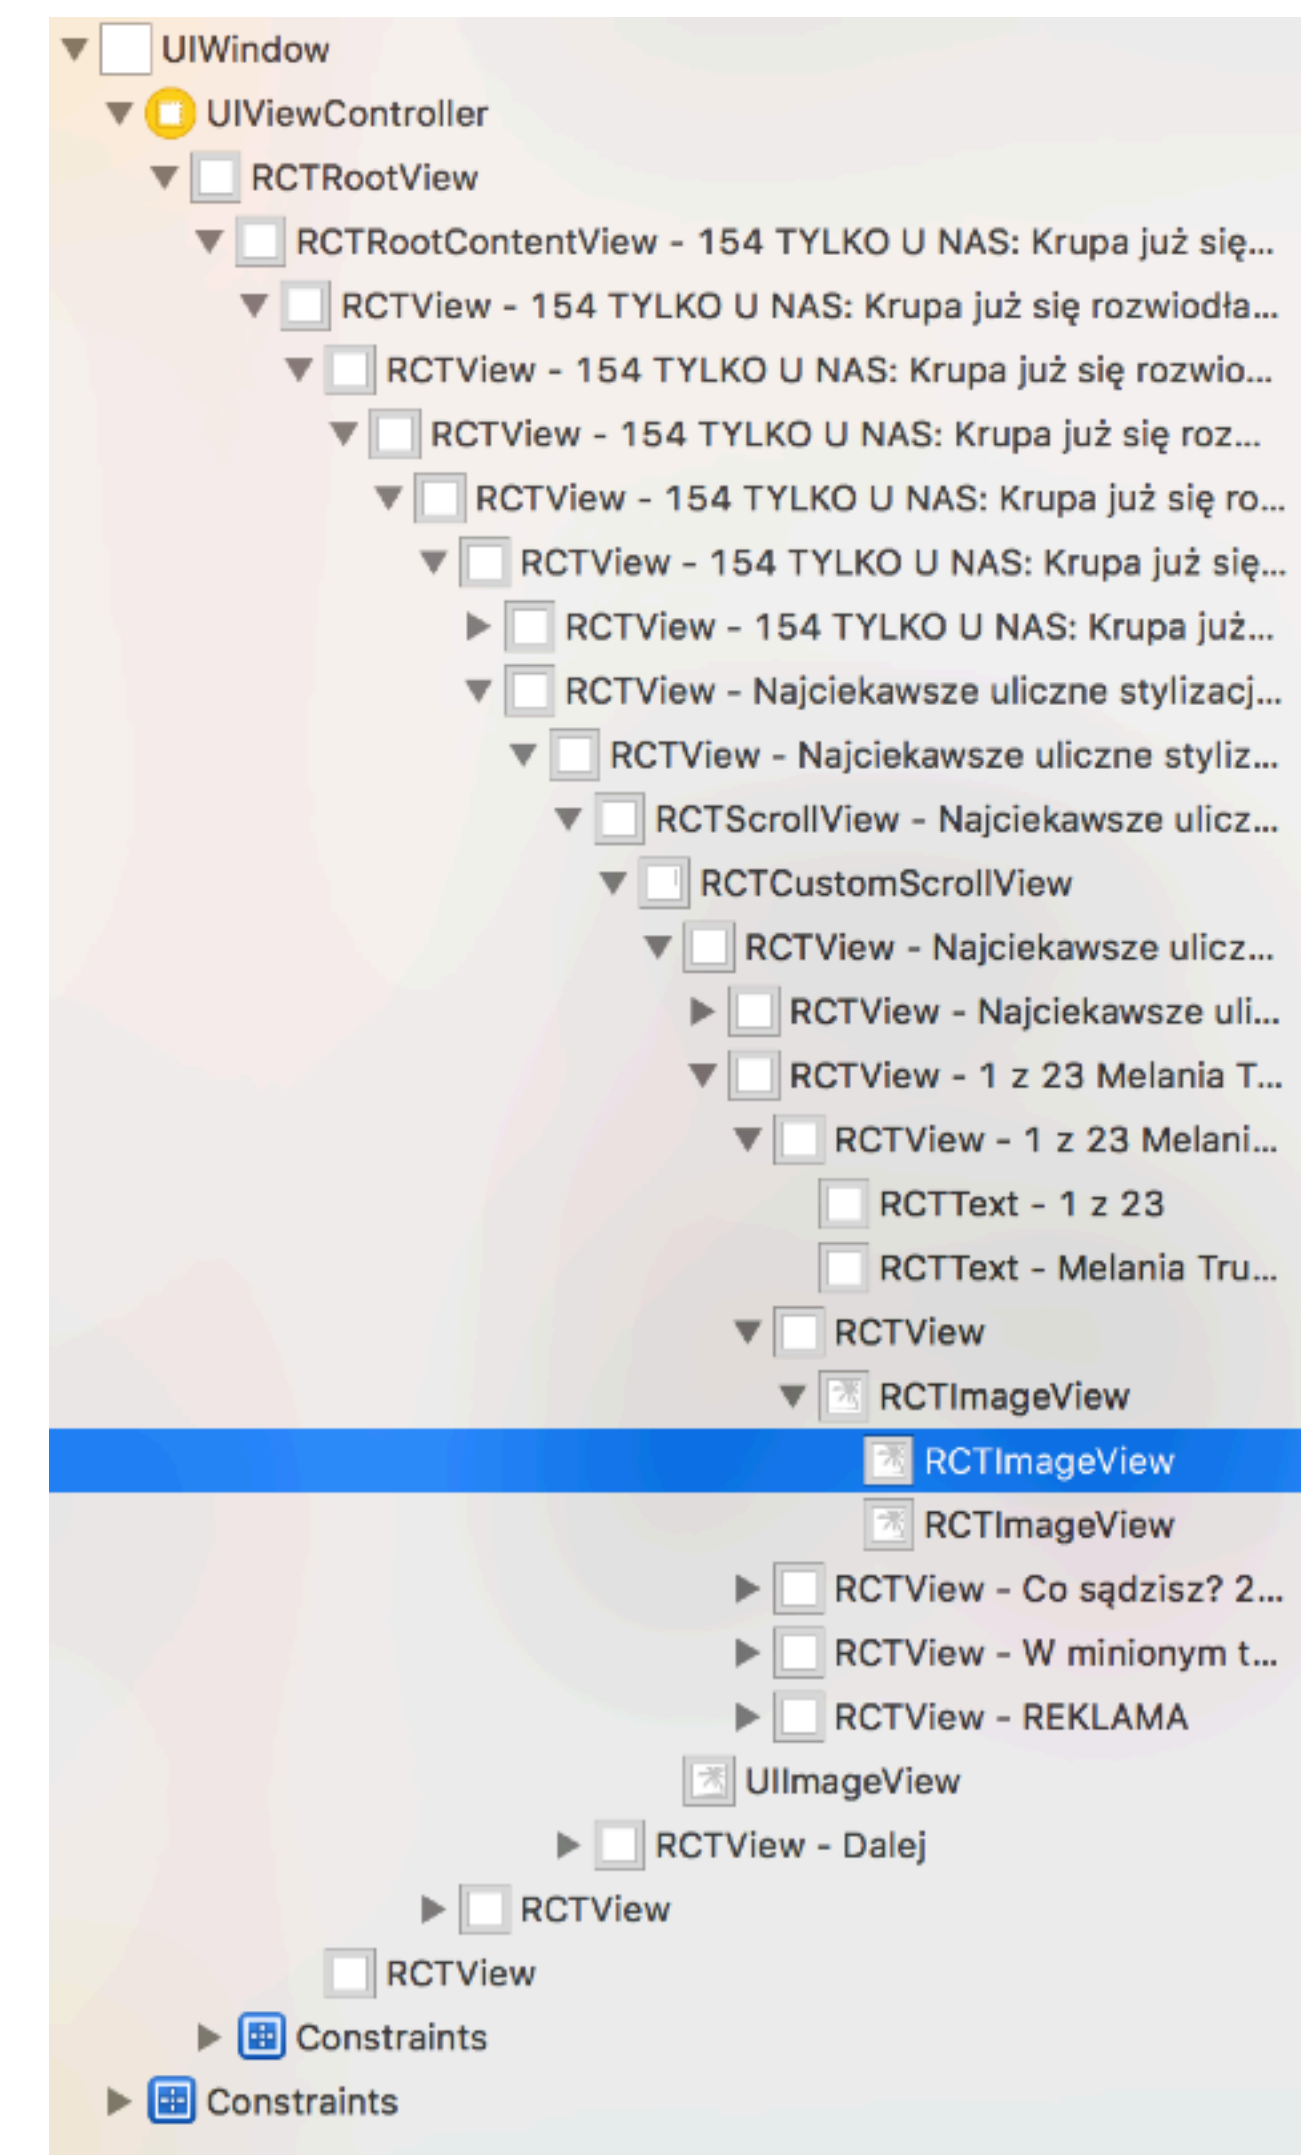 UIWindow
UIViewController
RCTRootView
RCTRootContentView - 154 TYLKO U NAS: Krupa już się...
RCTView - 154 TYLKO U NAS: Krupa już się rozwiodła...
RCTView - 154 TYLKO U NAS: Krupa już się rozwio...
RCTView - 154 TYLKO U NAS: Krupa już się roz...
RCTView - 154 TYLKO U NAS: Krupa już się ro...
RCTView - 154 TYLKO U NAS: Krupa już się...
RCTView - 154 TYLKO U NAS: Krupa już...
RCTView - Najciekawsze uliczne stylizacj...
RCTView - Najciekawsze uliczne styliz...
RCTScrollView - Najciekawsze ulicz...
RCTCustomScrollView
RCTView - Najciekawsze ulicz...
RCTView - Najciekawsze uli...
RCTView - 1 z 23 Melania T...
RCTView - 1 z 23 Melani...
RCTText - 1 z 23
RCTText - Melania Tru...
RCTView
RCTImageView
RCTImageView
RCTImageView
RCTView - Co sądzisz? 2...
RCTView - W minionym t...
RCTView - REKLAMA
UIImageView
RCTView - Dalej
RCTView
RCTView
Constraints
Constraints